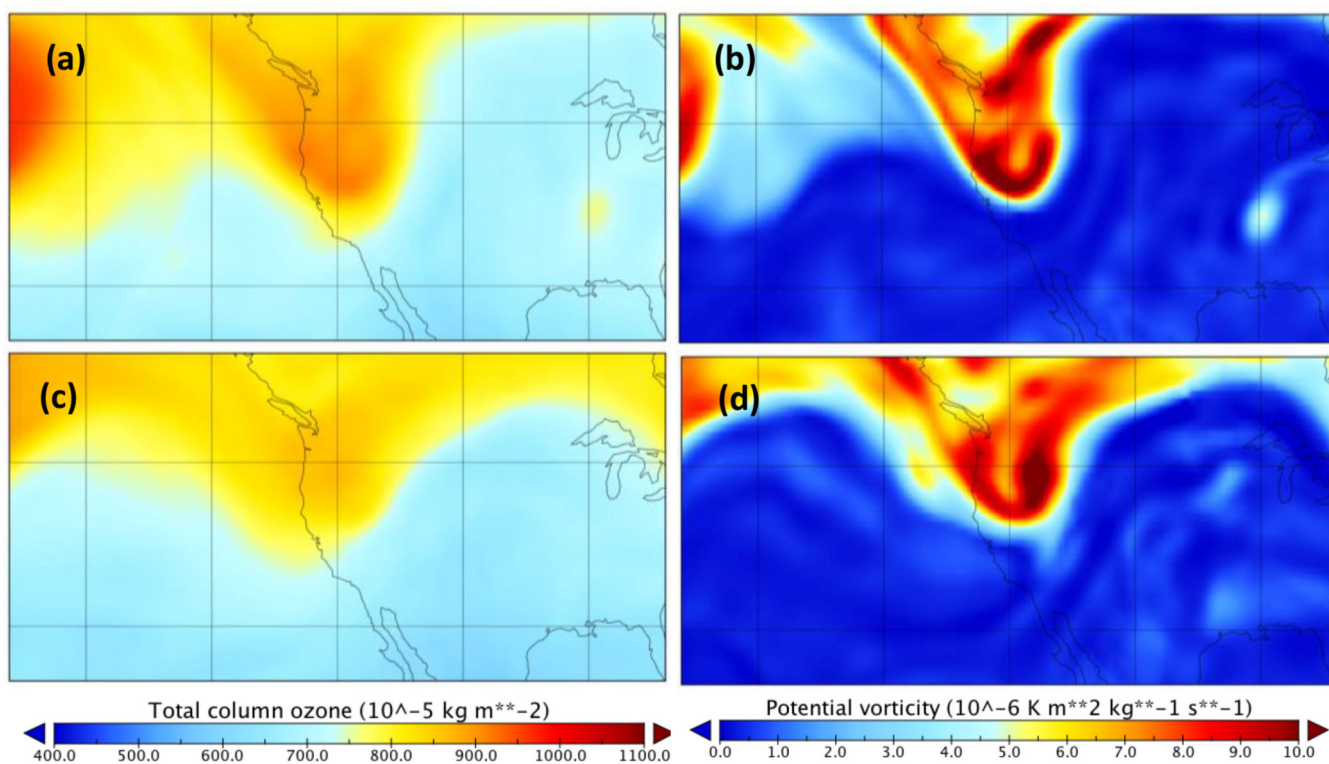 (a)
(b)
(c)
(d)
Total column ozone (10^-5 kg m**-2)
400.0 500.0 600.0 700.0 800.0 900.0 1000.0 1100.0
Potential vorticity (10^-6 K m**2 kg**-1 s**-1)
0.0 1.0 2.0 3.0 4.0 5.0 6.0 7.0 8.0 9.0 10.0